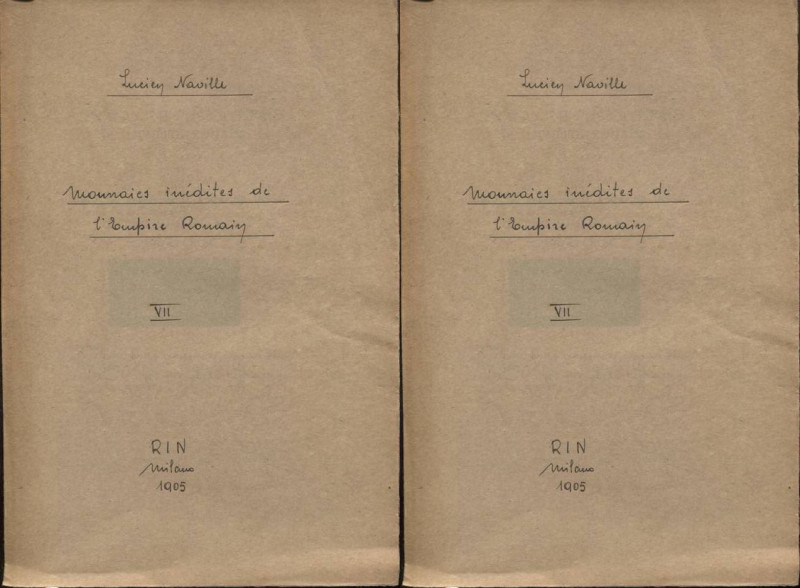 Lucien Naville
Monnaies inédites de
l'Empire Romain
VII
RIN
Milano
1905
Lucien Naville
Monnaies inédites de
l'Empire Romain
VII
RIN
Milano
1905